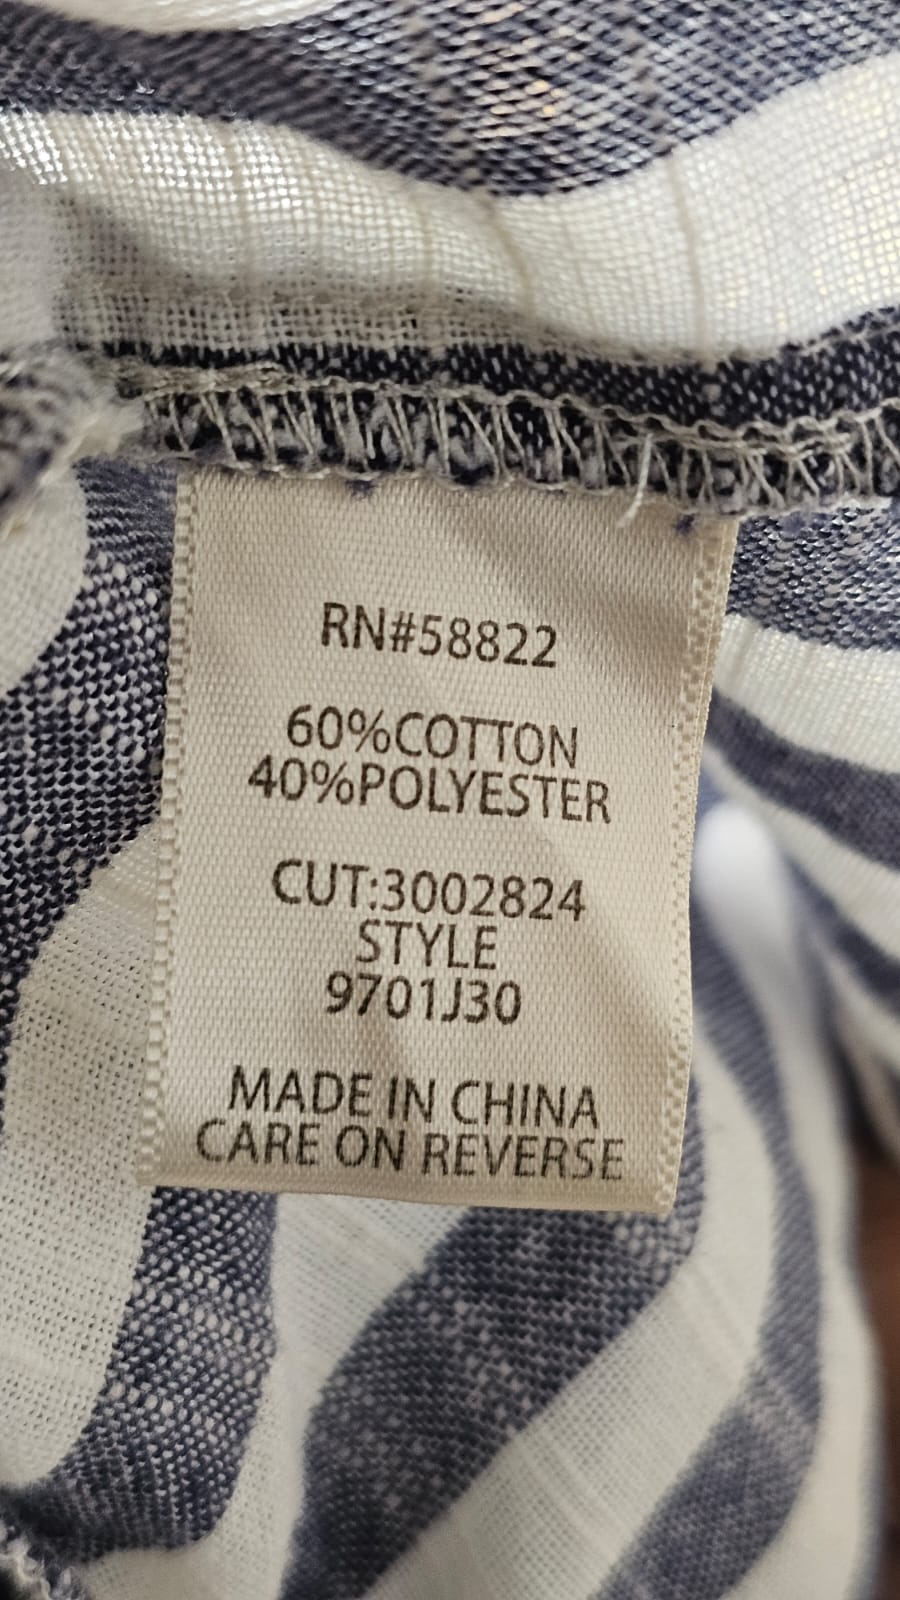 RN#58822
60%COTTON
40%POLYESTER
CUT:3002824
STYLE
9701J30
MADE IN CHINA
CARE ON REVERSE